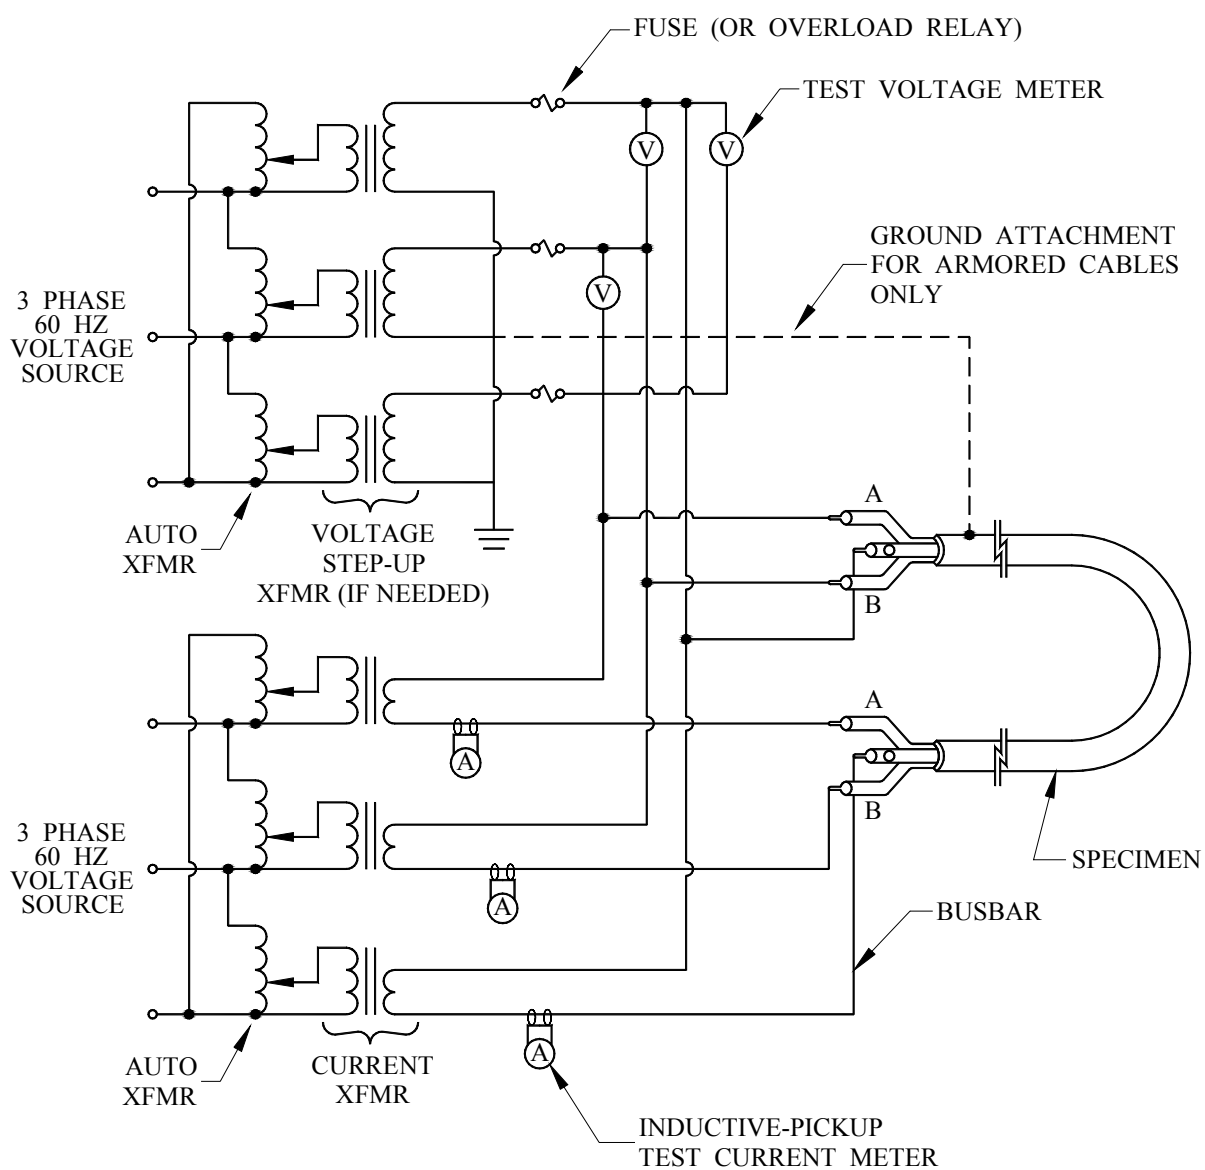 FUSE (OR OVERLOAD RELAY)
TEST VOLTAGE METER
V
V
GROUND ATTACHMENT
FOR ARMORED CABLES
ONLY
V
3 PHASE
60 HZ
VOLTAGE
SOURCE
A
AUTO
XFMR
VOLTAGE
STEP-UP
XFMR (IF NEEDED)
B
A
A
B
3 PHASE
60 HZ
VOLTAGE
SOURCE
SPECIMEN
A
BUSBAR
AUTO
XFMR
CURRENT
XFMR
A
INDUCTIVE-PICKUP
TEST CURRENT METER